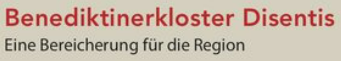 Benediktinerkloster Disentis
Eine Bereicherung für die Region